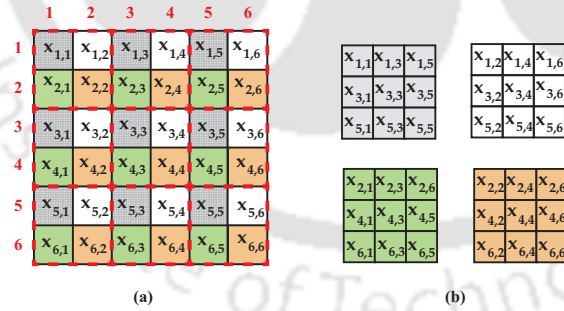 1 2 3 4 5 6
1 x1,1 x1,2 x1,3 x1,4 x1,5 x1,6
2 x2,1 x2,2 x2,3 x2,4 x2,5 x2,6
3 x3,1 x3,2 x3,3 x3,4 x3,5 x3,6
4 x4,1 x4,2 x4,3 x4,4 x4,5 x4,6
5 x5,1 x5,2 x5,3 x5,4 x5,5 x5,6
6 x6,1 x6,2 x6,3 x6,4 x6,5 x6,6
(a)
x1,1 x1,3 x1,5
x3,1 x3,3 x3,5
x5,1 x5,3 x5,5
x1,2 x1,4 x1,6
x3,2 x3,4 x3,6
x5,2 x5,4 x5,6
x2,1 x2,3 x2,6
x4,1 x4,3 x4,5
x6,1 x6,3 x6,5
x2,2 x2,4 x2,6
x4,2 x4,4 x4,6
x6,2 x6,4 x6,6
(b)
of Techno